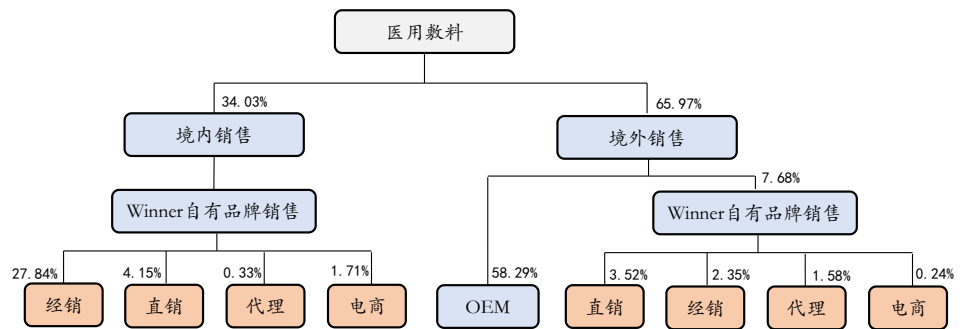 医用敷料
34.03%
65.97%
境内销售
境外销售
7.68%
Winner自有品牌销售
Winner自有品牌销售
27.84%
4.15%
0.33%
1.71%
58.29%
3.52%
2.35%
1.58%
0.24%
经销
直销
代理
电商
OEM
直销
经销
代理
电商